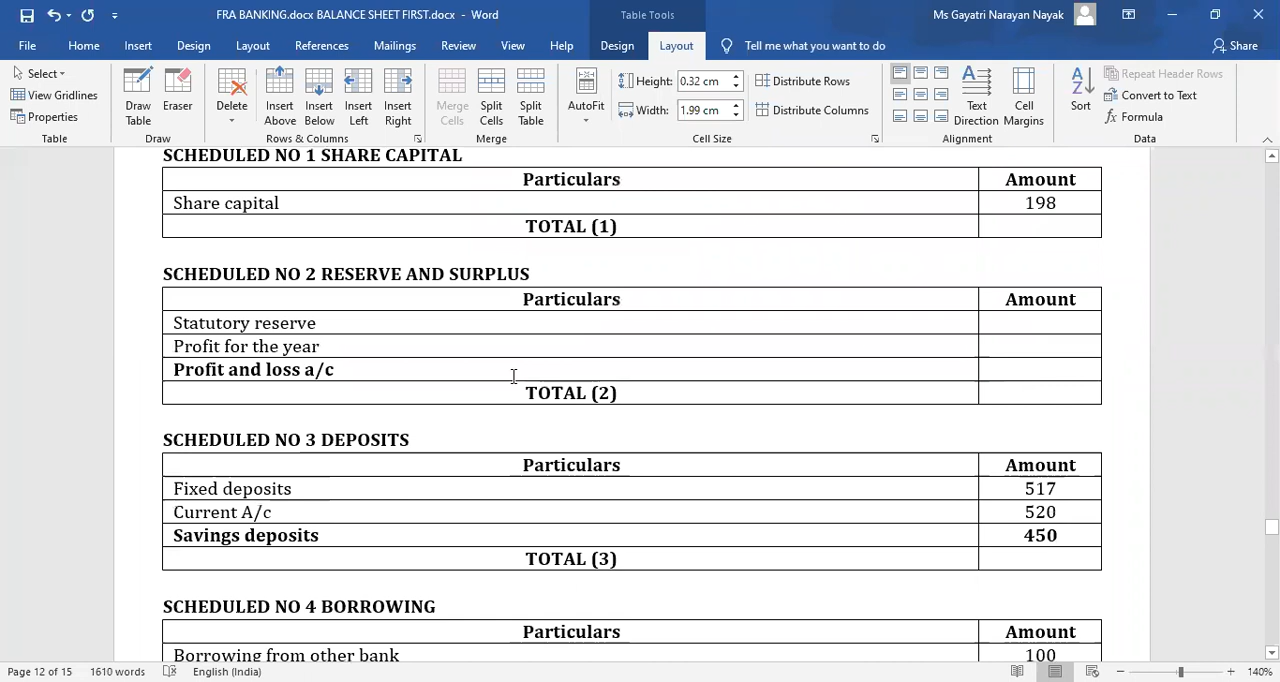 FRA BANKING.docx BALANCE SHEET FIRST.docx - Word
Table Tools
Ms Gayatri Narayan Nayak
File Home Insert Design Layout References Mailings Review View Help Design Layout Tell me what you want to do Share
Select
View Gridlines
Properties
Table
Draw Table
Eraser
Draw
Delete
Insert Above
Insert Below
Insert Left
Insert Right
Rows & Columns
Merge Cells
Split Cells
Split Table
Merge
AutoFit
Height: 0.32 cm
Width: 1.99 cm
Distribute Rows
Distribute Columns
Cell Size
Text Direction
Cell Margins
Alignment
Sort
Repeat Header Rows
Convert to Text
Formula
Data
SCHEDULED NO 1 SHARE CAPITAL
Particulars Amount
Share capital 198
TOTAL (1)
SCHEDULED NO 2 RESERVE AND SURPLUS
Particulars Amount
Statutory reserve
Profit for the year
Profit and loss a/c
TOTAL (2)
SCHEDULED NO 3 DEPOSITS
Particulars Amount
Fixed deposits 517
Current A/c 520
Savings deposits 450
TOTAL (3)
SCHEDULED NO 4 BORROWING
Particulars Amount
Borrowing from other bank 100
Page 12 of 15 1610 words English (India) 140%